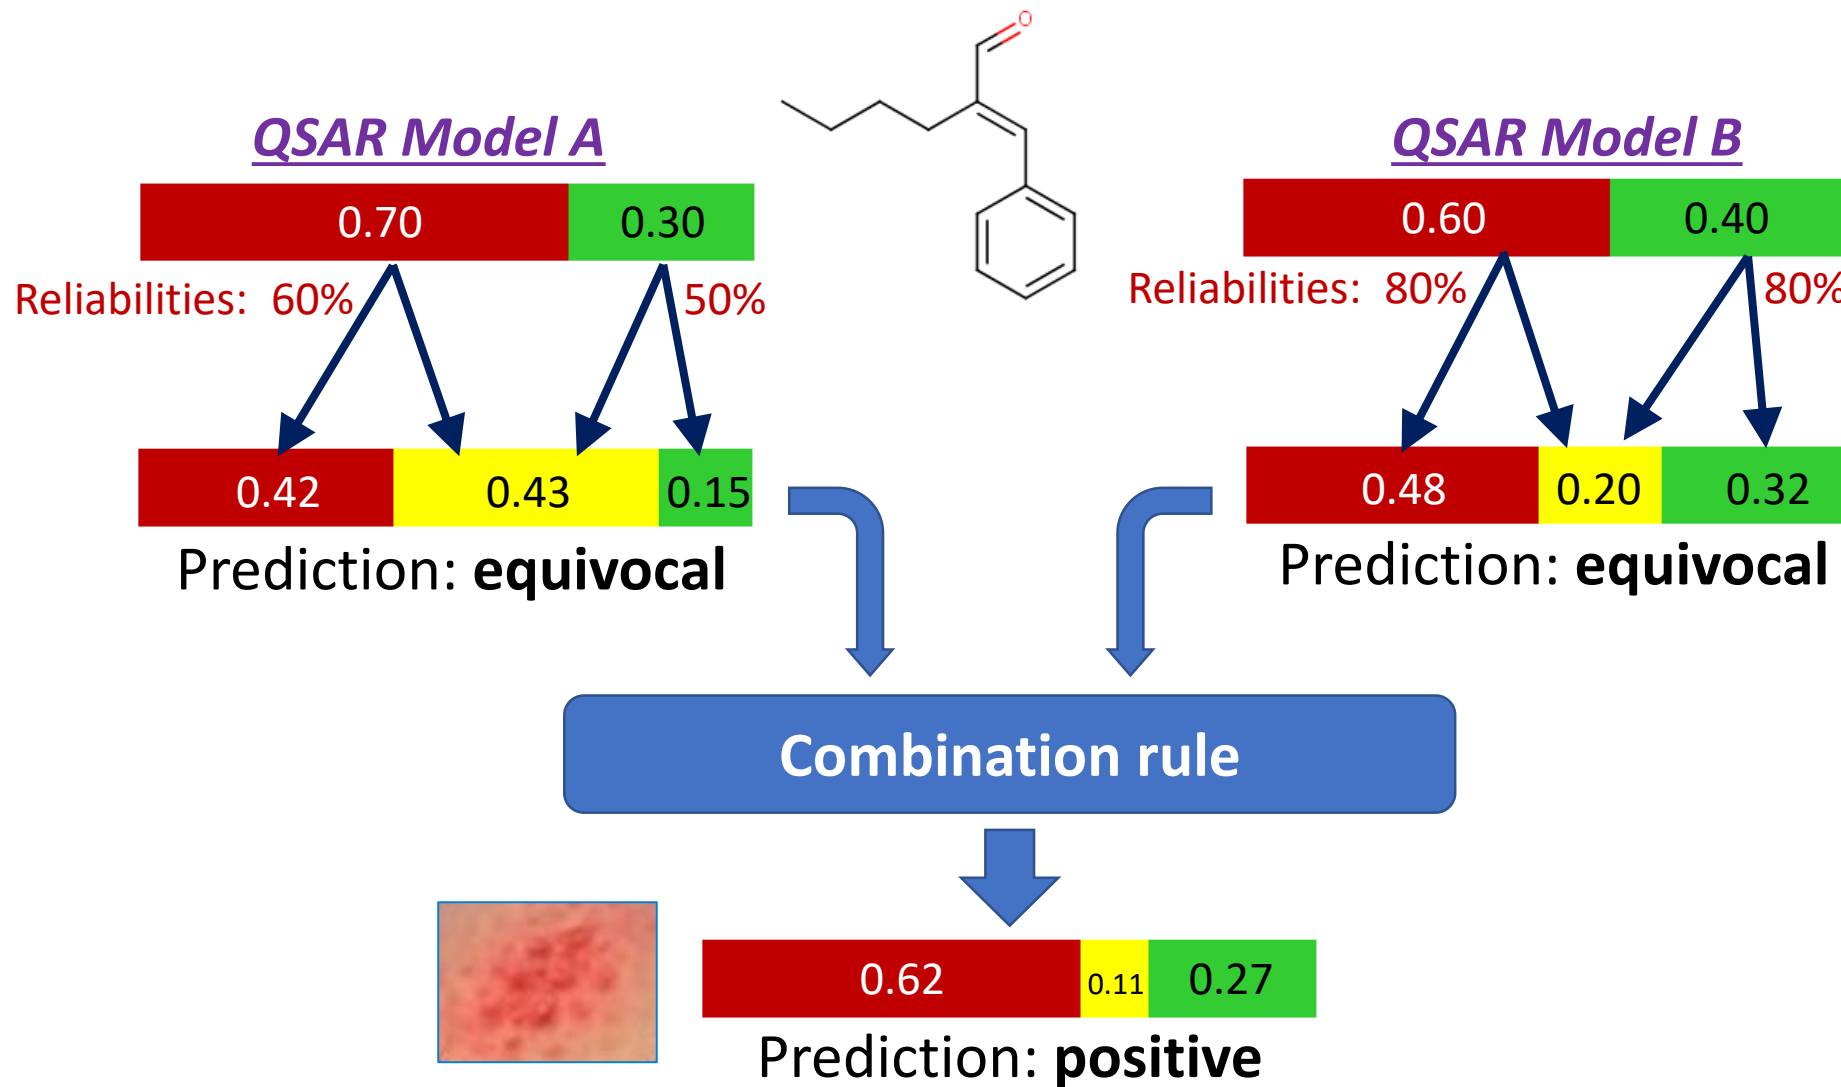 O
QSAR Model A
QSAR Model B
0.70 0.30
0.60 0.40
Reliabilities: 60% 50%
Reliabilities: 80% 80%
0.42 0.43 0.15
0.48 0.20 0.32
Prediction: equivocal
Prediction: equivocal
Combination rule
0.62 0.11 0.27
Prediction: positive